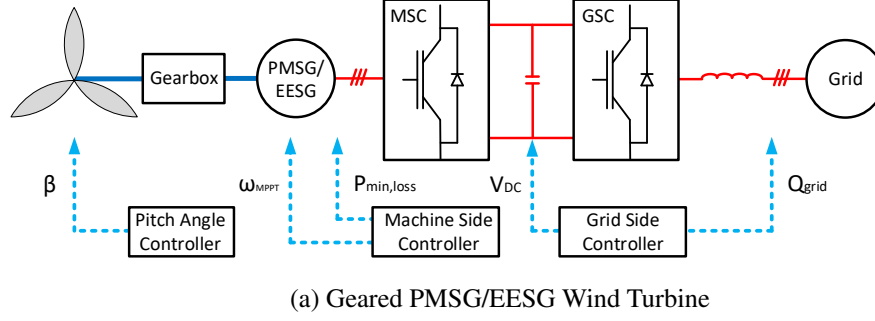 MSC
GSC
Gearbox
PMSG/
EESG
Grid
β
ωMPPT
Pmin,loss
VDC
Qgrid
Pitch Angle
Controller
Machine Side
Controller
Grid Side
Controller
(a) Geared PMSG/EESG Wind Turbine